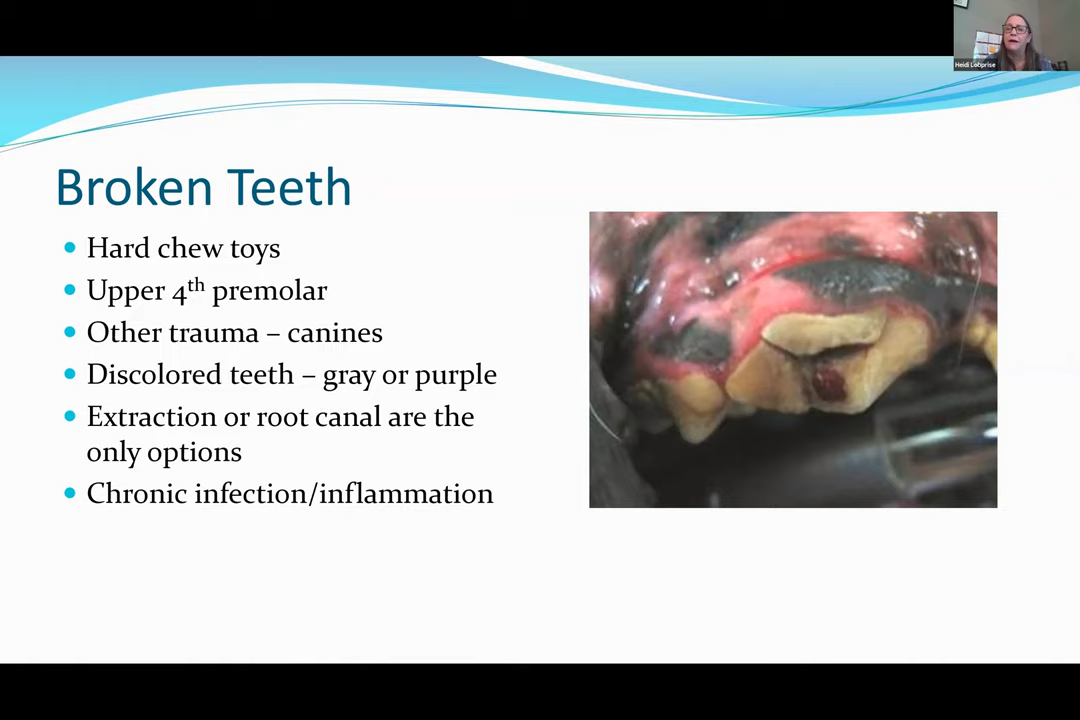 Heidi Lobprise
Broken Teeth
• Hard chew toys
• Upper 4th premolar
• Other trauma – canines
• Discolored teeth – gray or purple
• Extraction or root canal are the
only options
• Chronic infection/inflammation